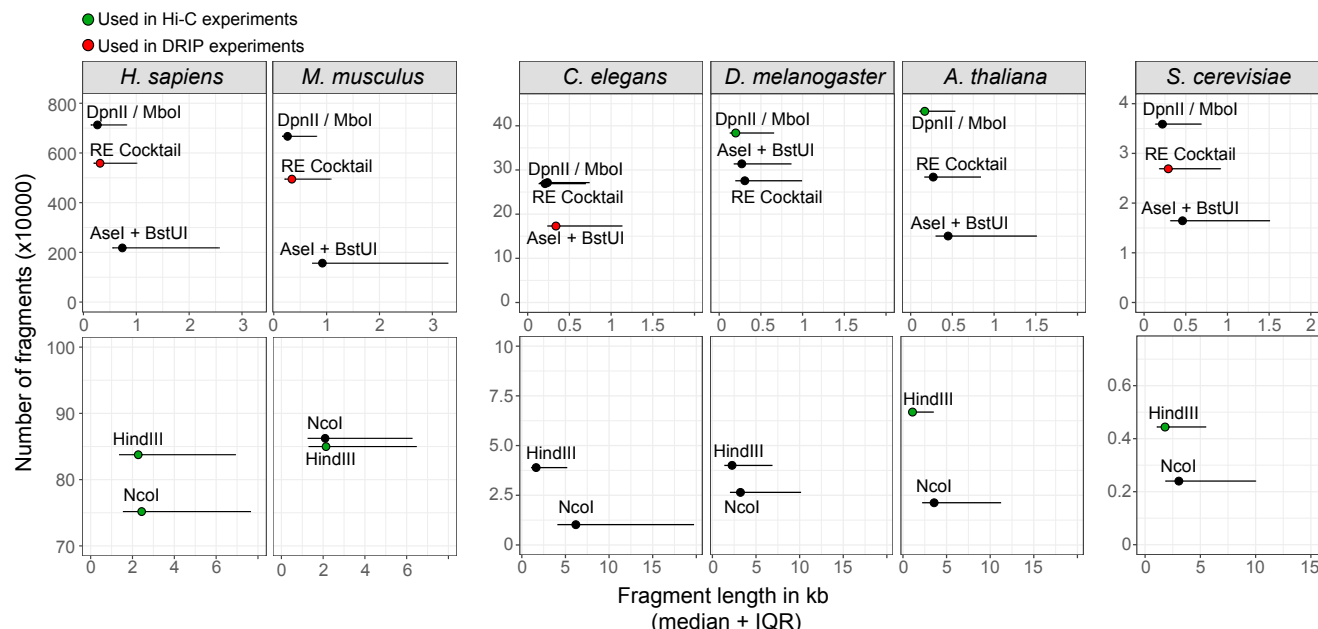 Used in Hi-C experiments
Used in DRIP experiments
H. sapiens
M. musculus
C. elegans
D. melanogaster
A. thaliana
S. cerevisiae
Number of fragments (x10000)
800
600
400
200
0
DpnII / MboI
RE Cocktail
AseI + BstUI
0 1 2 3
DpnII / MboI
RE Cocktail
AseI + BstUI
0 1 2 3
40
30
20
10
0
DpnII / MboI
RE Cocktail
AseI + BstUI
0 0.5 1 1.5
DpnII / MboI
AseI + BstUI
RE Cocktail
0 0.5 1 1.5
DpnII / MboI
RE Cocktail
AseI + BstUI
0 0.5 1 1.5
4
3
2
1
0
DpnII / MboI
RE Cocktail
AseI + BstUI
0 0.5 1 1.5 2
100
90
80
70
HindIII
NcoI
0 2 4 6
NcoI
HindIII
0 2 4 6
10
7.5
5.0
2.5
0
HindIII
NcoI
0 5 10 15
HindIII
NcoI
0 5 10 15
HindIII
NcoI
0 5 10 15
0.6
0.4
0.2
0
HindIII
NcoI
0 5 10 15
Fragment length in kb
(median + IQR)